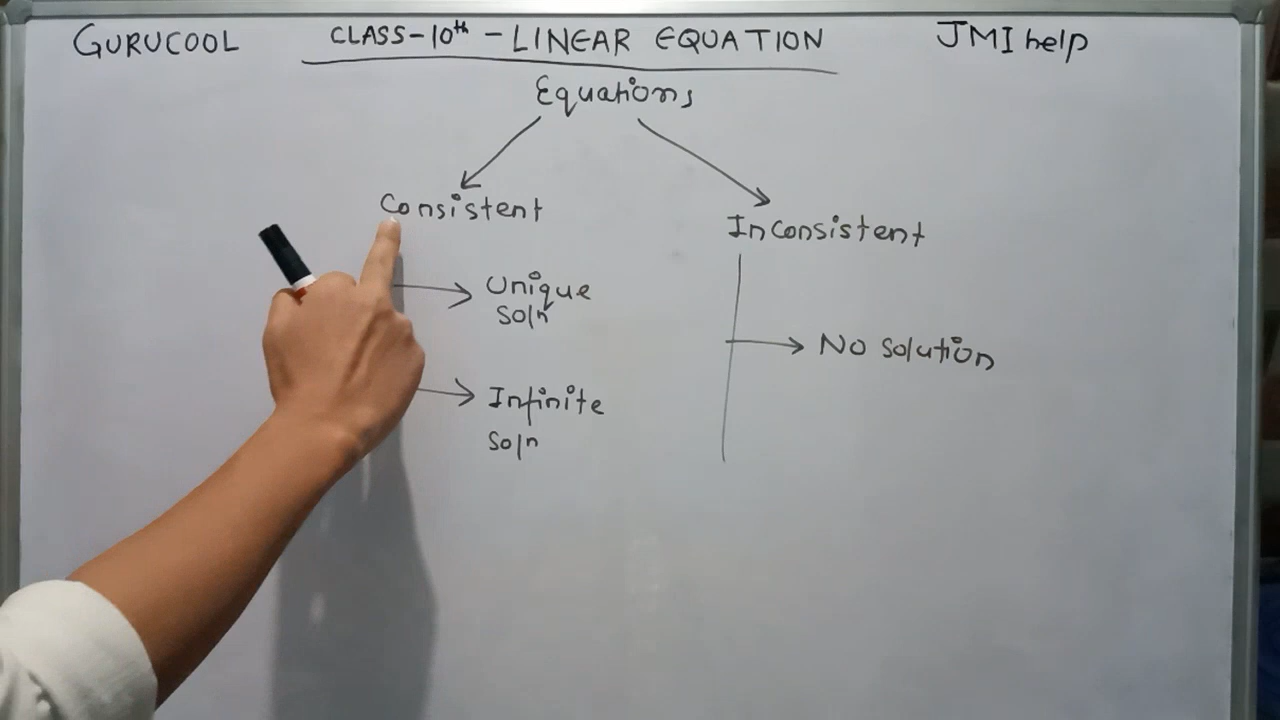 GURUCOOL CLASS-10th - LINEAR EQUATION JMI help
Equations
Consistent
Inconsistent
Unique
Soln
No solution
Infinite
Soln